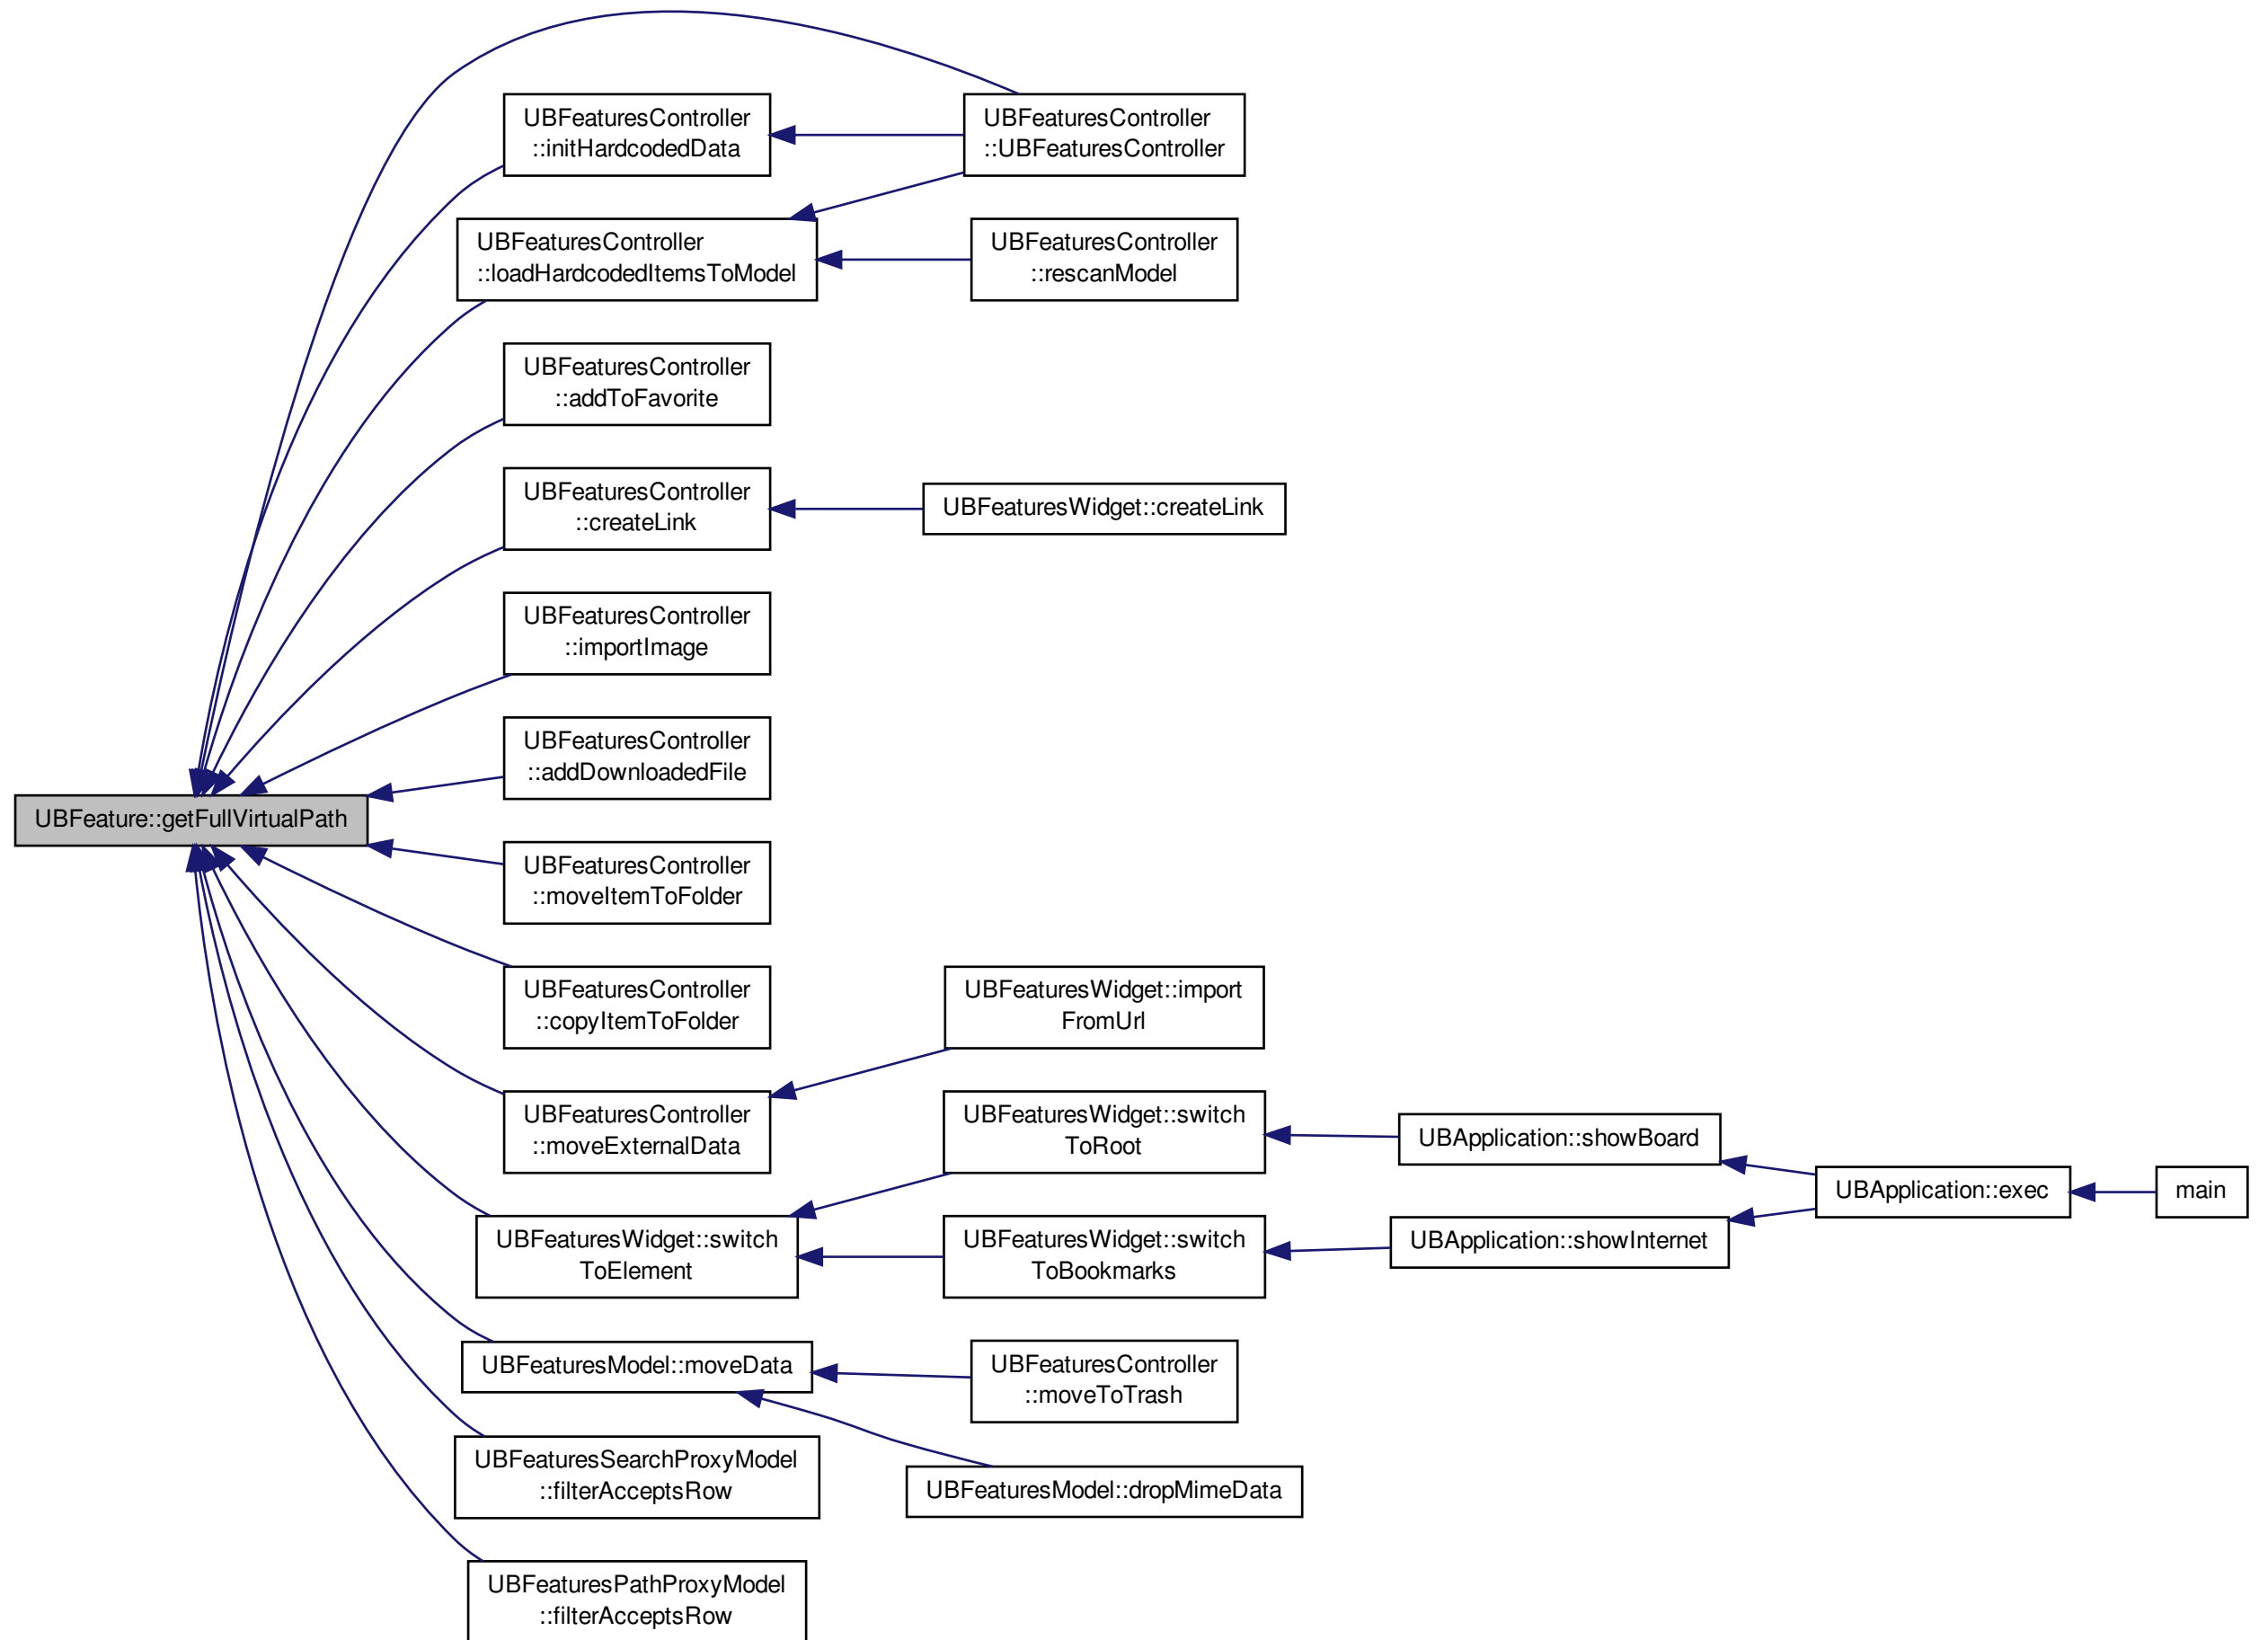 UBFeaturesController
::initHardcodedData
UBFeaturesController
::UBFeaturesController
UBFeaturesController
::loadHardcodedItemsToModel
UBFeaturesController
::rescanModel
UBFeaturesController
::addToFavorite
UBFeaturesController
::createLink
UBFeaturesWidget::createLink
UBFeaturesController
::importImage
UBFeaturesController
::addDownloadedFile
UBFeature::getFullVirtualPath
UBFeaturesController
::moveItemToFolder
UBFeaturesController
::copyItemToFolder
UBFeaturesWidget::import
FromUrl
UBFeaturesController
::moveExternalData
UBFeaturesWidget::switch
ToRoot
UBApplication::showBoard
UBApplication::exec
main
UBFeaturesWidget::switch
ToElement
UBFeaturesWidget::switch
ToBookmarks
UBApplication::showInternet
UBFeaturesModel::moveData
UBFeaturesController
::moveToTrash
UBFeaturesSearchProxyModel
::filterAcceptsRow
UBFeaturesModel::dropMimeData
UBFeaturesPathProxyModel
::filterAcceptsRow